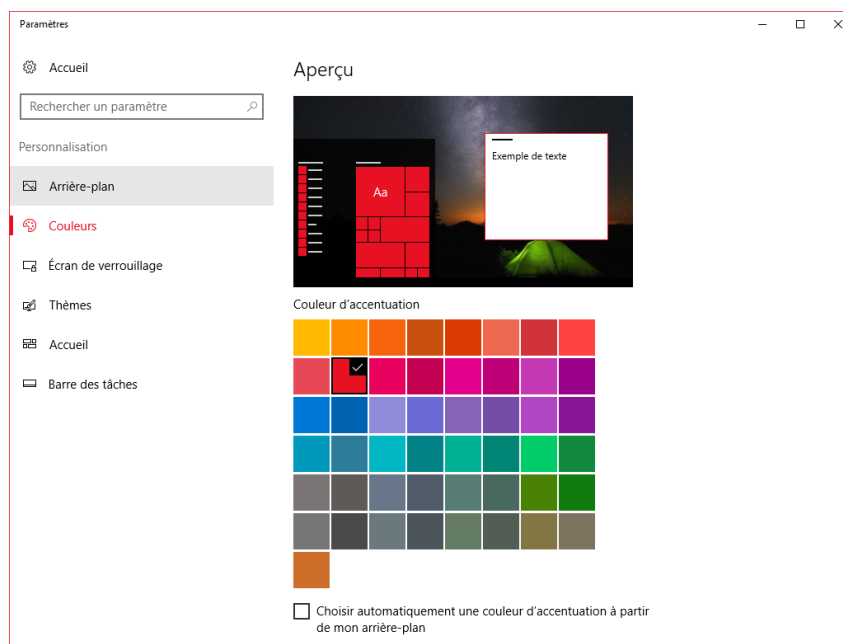 Paramètres
Accueil
Rechercher un paramètre
Personnalisation
Arrière-plan
Couleurs
Écran de verrouillage
Thèmes
Accueil
Barre des tâches
Aperçu
Exemple de texte
Aa
Couleur d’accentuation
Choisir automatiquement une couleur d’accentuation à partir
de mon arrière-plan